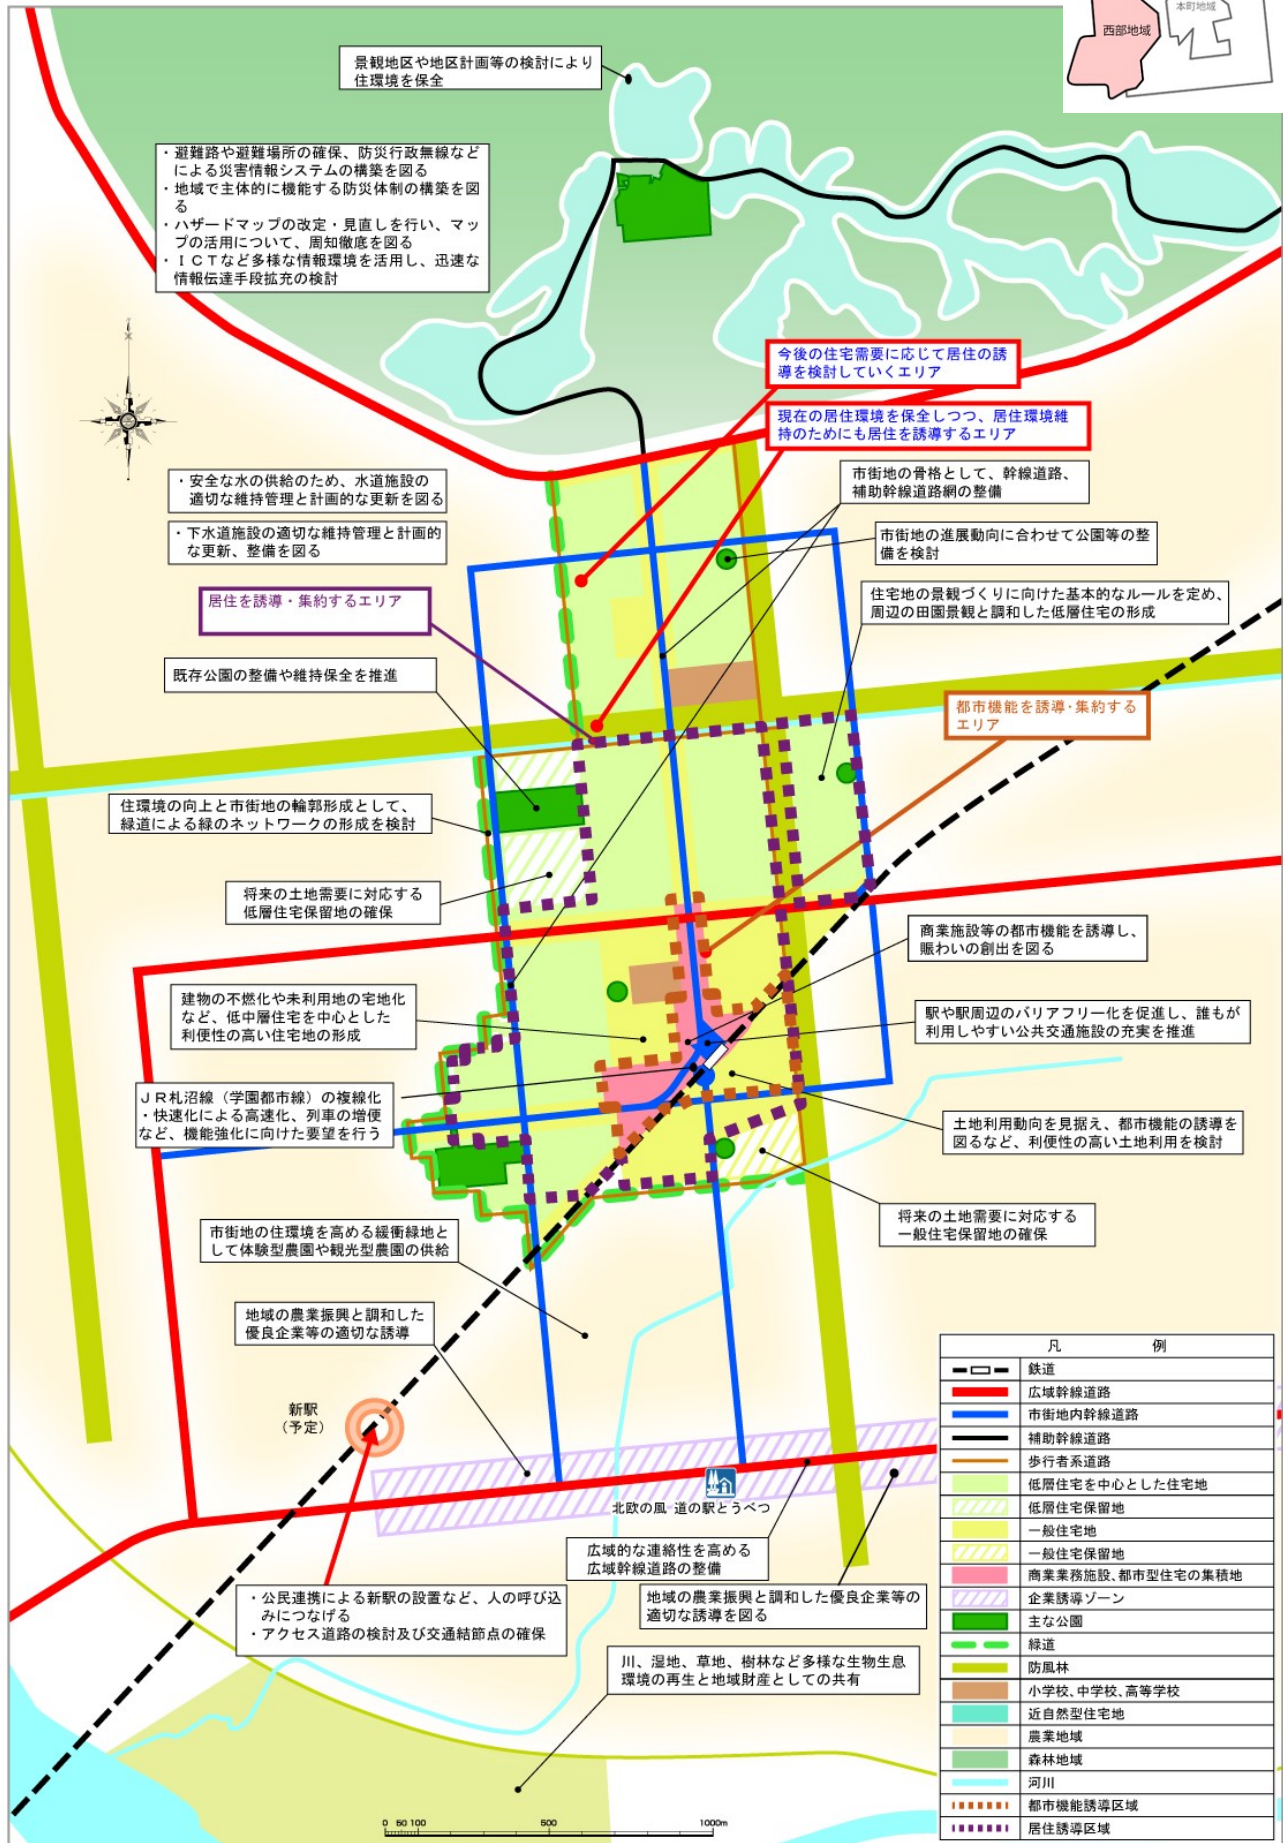 本町地域
西部地域
景観地区や地区計画等の検討により
住環境を保全
・避難路や避難場所の確保、防災行政無線など
による災害情報システムの構築を図る
・地域で主体的に機能する防災体制の構築を図
る
・ハザードマップの改定・見直しを行い、マッ
プの活用について、周知徹底を図る
・ＩＣＴなど多様な情報環境を活用し、迅速な
情報伝達手段拡充の検討
今後の住宅需要に応じて居住の誘
導を検討していくエリア
現在の居住環境を保全しつつ、居住環境維
持のためにも居住を誘導するエリア
・安全な水の供給のため、水道施設の
適切な維持管理と計画的な更新を図る
市街地の骨格として、幹線道路、
補助幹線道路網の整備
・下水道施設の適切な維持管理と計画的
な更新、整備を図る
市街地の進展動向に合わせて公園等の整
備を検討
居住を誘導・集約するエリア
住宅地の景観づくりに向けた基本的なルールを定め、
周辺の田園景観と調和した低層住宅の形成
既存公園の整備や維持保全を推進
都市機能を誘導・集約する
エリア
住環境の向上と市街地の輪郭形成として、
緑道による緑のネットワークの形成を検討
将来の土地需要に対応する
低層住宅保留地の確保
商業施設等の都市機能を誘導し、
賑わいの創出を図る
建物の不燃化や未利用地の宅地化
など、低中層住宅を中心とした
利便性の高い住宅地の形成
駅や駅周辺のバリアフリー化を促進し、誰もが
利用しやすい公共交通施設の充実を推進
ＪＲ札沼線（学園都市線）の複線化
・快速化による高速化、列車の増便
など、機能強化に向けた要望を行う
土地利用動向を見据え、都市機能の誘導を
図るなど、利便性の高い土地利用を検討
将来の土地需要に対応する
一般住宅保留地の確保
市街地の住環境を高める緩衝緑地と
して体験型農園や観光型農園の供給
地域の農業振興と調和した
優良企業等の適切な誘導
新駅
（予定）
北欧の風 道の駅とうべつ
広域的な連絡性を高める
広域幹線道路の整備
地域の農業振興と調和した優良企業等の
適切な誘導を図る
・公民連携による新駅の設置など、人の呼び込
みにつなげる
・アクセス道路の検討及び交通結節点の確保
川、湿地、草地、樹林など多様な生物生息
環境の再生と地域財産としての共有
凡 例
鉄道
広域幹線道路
市街地内幹線道路
補助幹線道路
歩行者系道路
低層住宅を中心とした住宅地
低層住宅保留地
一般住宅地
一般住宅保留地
商業業務施設、都市型住宅の集積地
企業誘導ゾーン
主な公園
緑道
防風林
小学校、中学校、高等学校
近自然型住宅地
農業地域
森林地域
河川
都市機能誘導区域
居住誘導区域
0 50 100 500 1000m